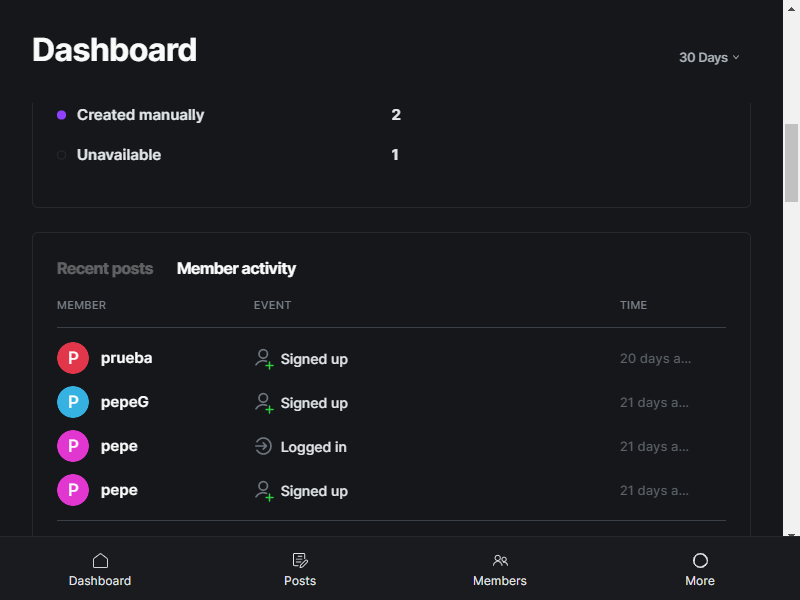 Dashboard
30 Days
Created manually 2
Unavailable 1
Recent posts Member activity
MEMBER EVENT TIME
P prueba Signed up 20 days a...
P pepeG Signed up 21 days a...
P pepe Logged in 21 days a...
P pepe Signed up 21 days a...
Dashboard Posts Members More